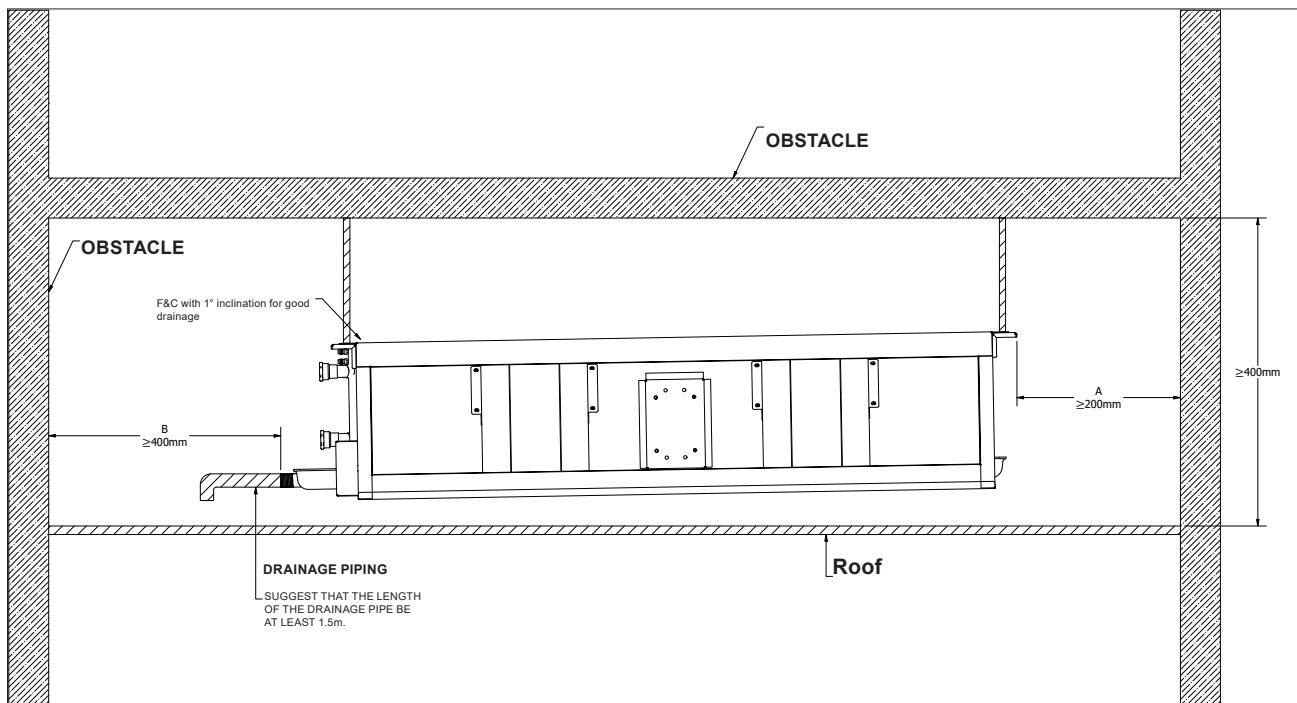 OBSTACLE
OBSTACLE
F&C with 1° inclination for good
drainage
A
≥200mm
≥400mm
B
≥400mm
Roof
DRAINAGE PIPING
SUGGEST THAT THE LENGTH
OF THE DRAINAGE PIPE BE
AT LEAST 1.5m.